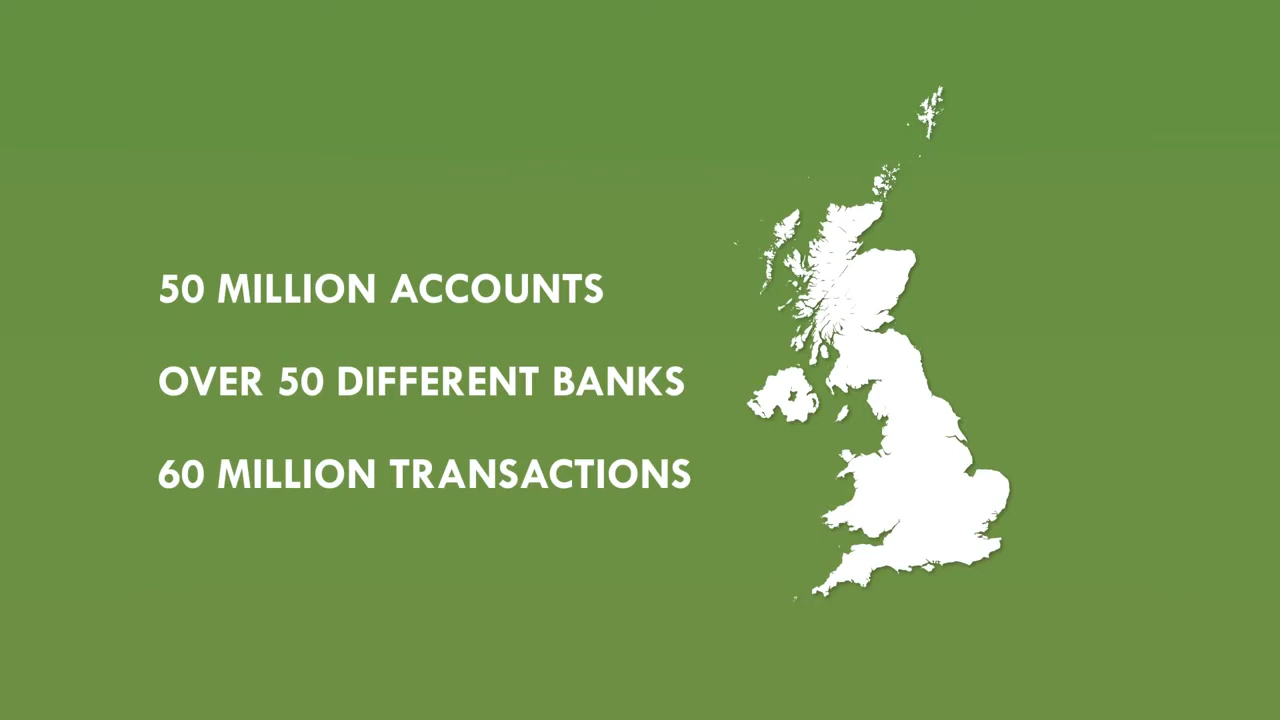 50 MILLION ACCOUNTS
OVER 50 DIFFERENT BANKS
60 MILLION TRANSACTIONS